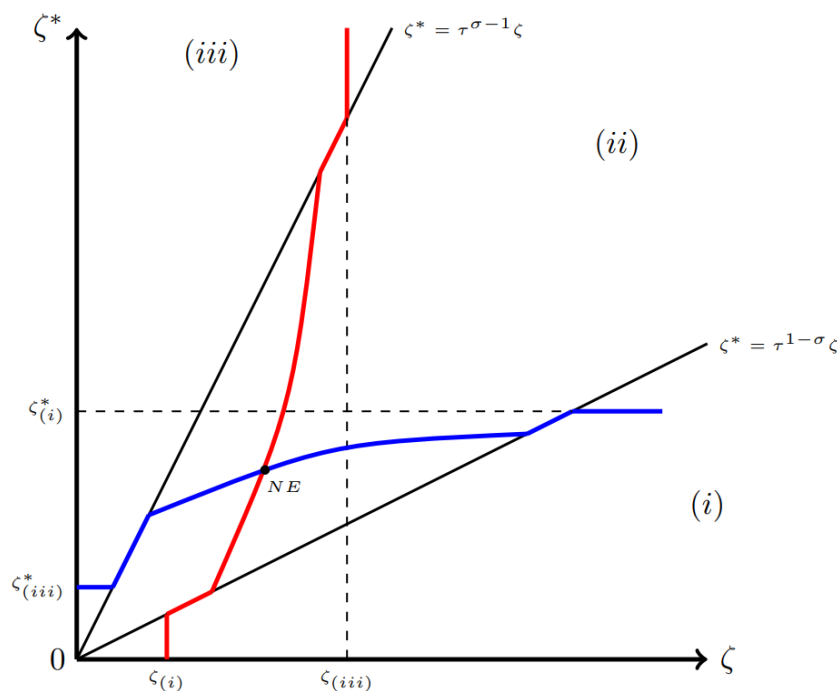 ζ*
(iii)
ζ* = τ^{σ−1}ζ
(ii)
ζ* = τ^{1−σ}ζ
ζ*_{(i)}
NE
(i)
ζ*_{(iii)}
0
ζ_{(i)}
ζ_{(iii)}
ζ